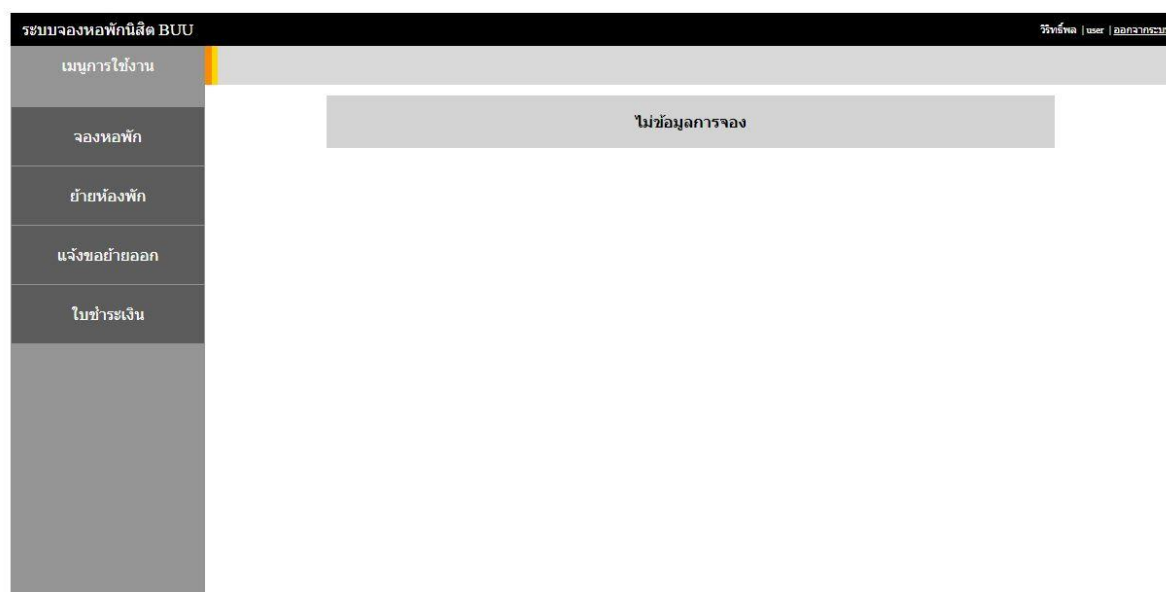 ระบบจองหอพักนิสิต BUU
วิริทธิ์พล | user | ออกจากระบบ
เมนูการใช้งาน
ไม่ข้อมูลการจอง
จองหอพัก
ย้ายห้องพัก
แจ้งขอย้ายออก
ใบชำระเงิน